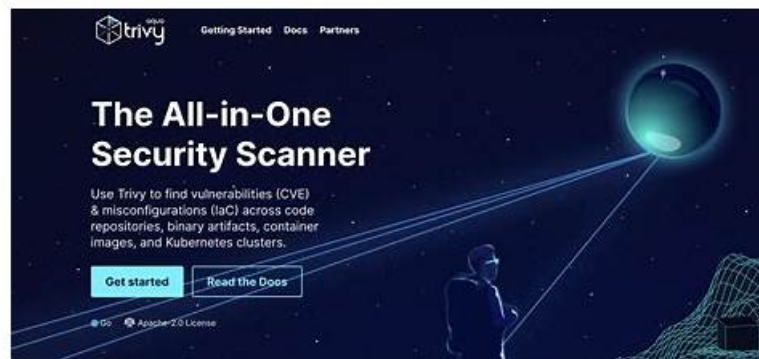 aqua
trivy
Getting Started Docs Partners
The All-in-One
Security Scanner
Use Trivy to find vulnerabilities (CVE)
& misconfigurations (IaC) across code
repositories, binary artifacts, container
images, and Kubernetes clusters.
Get started Read the Docs
Go Apache-2.0 License